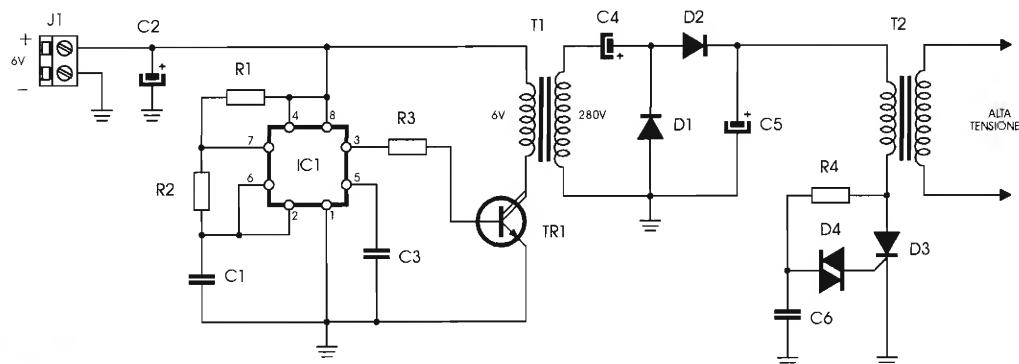 J1
+
6V
−
C2
R1
R2
C1
4
8
7
3
IC1
6
5
2
1
R3
C3
TR1
T1
6V
280V
C4
+
D1
D2
+
C5
T2
ALTA
TENSIONE
R4
D4
D3
C6
+